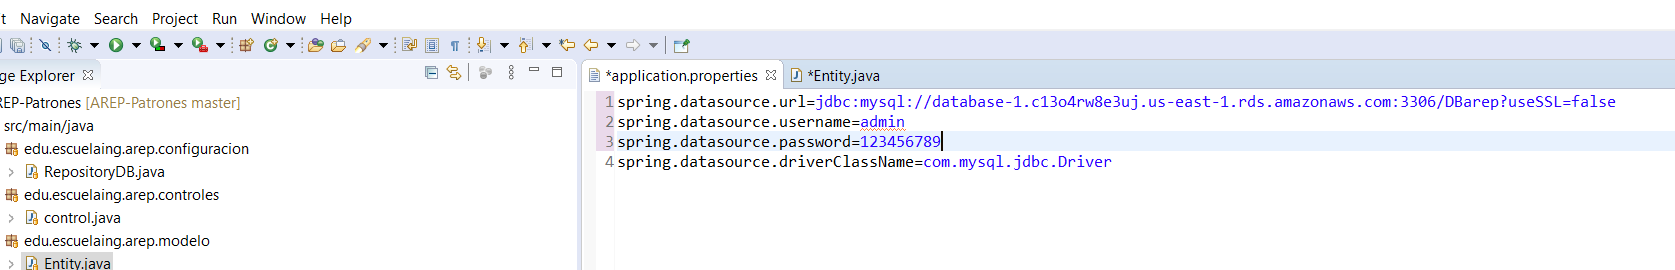 t Navigate Search Project Run Window Help
ge Explorer
*application.properties
*Entity.java
REP-Patrones [AREP-Patrones master]
src/main/java
edu.escuelaing.arep.configuracion
RepositoryDB.java
edu.escuelaing.arep.controles
control.java
edu.escuelaing.arep.modelo
Entity.java
1 spring.datasource.url=jdbc:mysql://database-1.c13o4rw8e3uj.us-east-1.rds.amazonaws.com:3306/DBarep?useSSL=false
2 spring.datasource.username=admin
3 spring.datasource.password=123456789
4 spring.datasource.driverClassName=com.mysql.jdbc.Driver